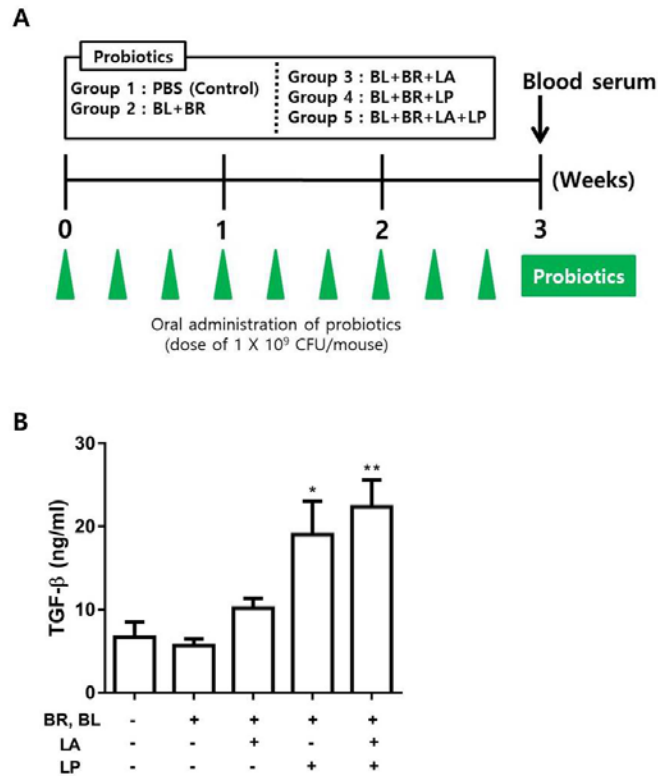 A
Probiotics
Group 1 : PBS (Control)
Group 2 : BL+BR
Group 3 : BL+BR+LA
Group 4 : BL+BR+LP
Group 5 : BL+BR+LA+LP
Blood serum
(Weeks)
0 1 2 3
Probiotics
Oral administration of probiotics
(dose of 1 X 10⁹ CFU/mouse)
B
TGF-β (ng/ml)
30
20
10
0
* **
BR, BL - + + + +
LA - - + - +
LP - - - + +